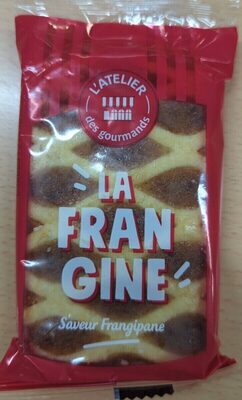 L'ATELIER
des gourmands
LA
FRAN
GINE
Saveur Frangipane